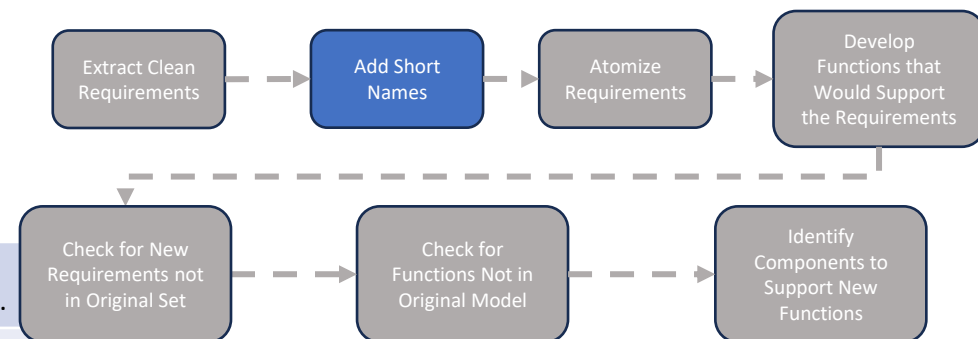 Extract Clean
Requirements
Add Short
Names
Atomize
Requirements
Develop
Functions that
Would Support
the Requirements
Check for New
Requirements not
in Original Set
Check for
Functions Not in
Original Model
Identify
Components to
Support New
Functions
.